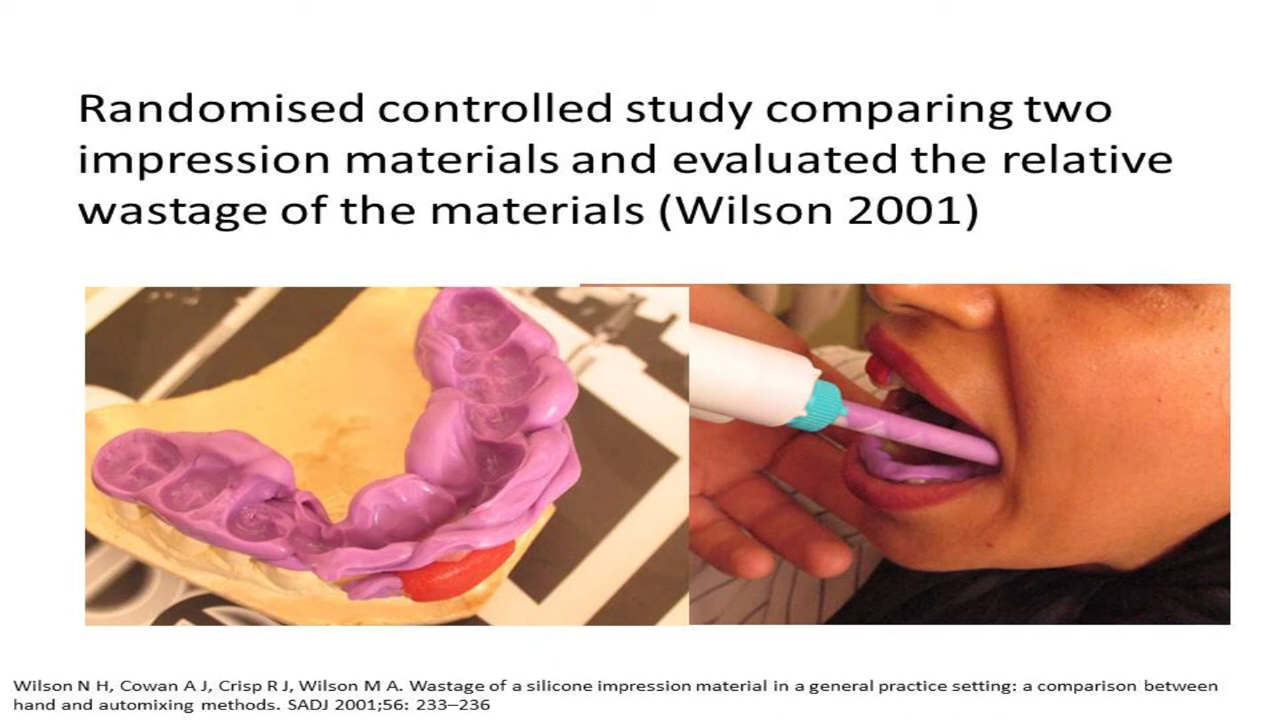 Randomised controlled study comparing two
impression materials and evaluated the relative
wastage of the materials (Wilson 2001)
Wilson N H, Cowan A J, Crisp R J, Wilson M A. Wastage of a silicone impression material in a general practice setting: a comparison between
hand and automixing methods. SADJ 2001;56: 233–236